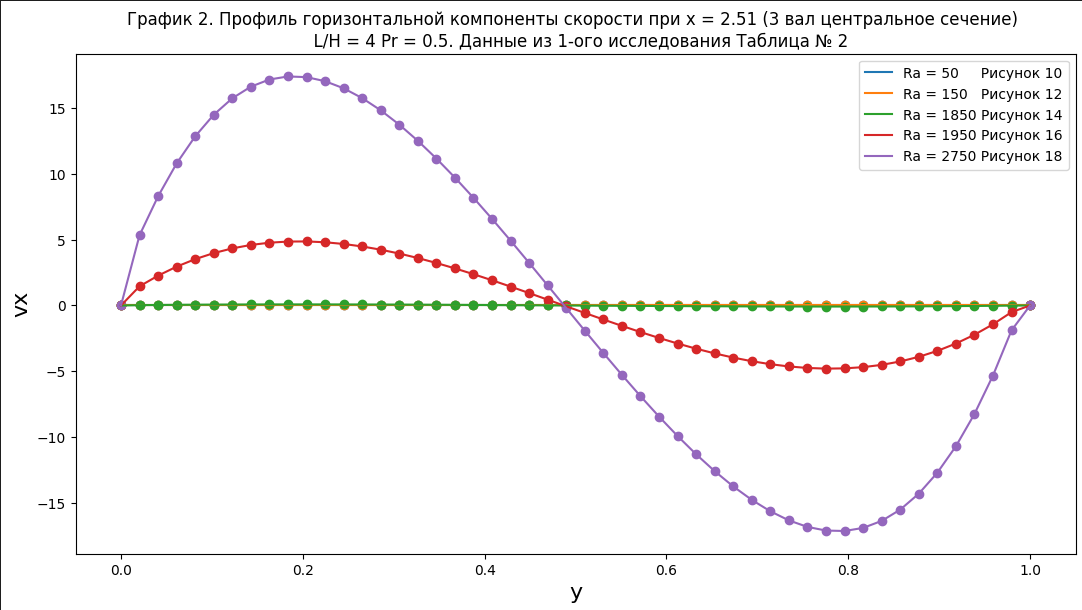 График 2. Профиль горизонтальной компоненты скорости при x = 2.51 (3 вал центральное сечение)
L/H = 4 Pr = 0.5. Данные из 1-ого исследования Таблица № 2
Ra = 50 Рисунок 10
Ra = 150 Рисунок 12
Ra = 1850 Рисунок 14
Ra = 1950 Рисунок 16
Ra = 2750 Рисунок 18
15
10
5
0
−5
−10
−15
vx
0.0 0.2 0.4 0.6 0.8 1.0
y